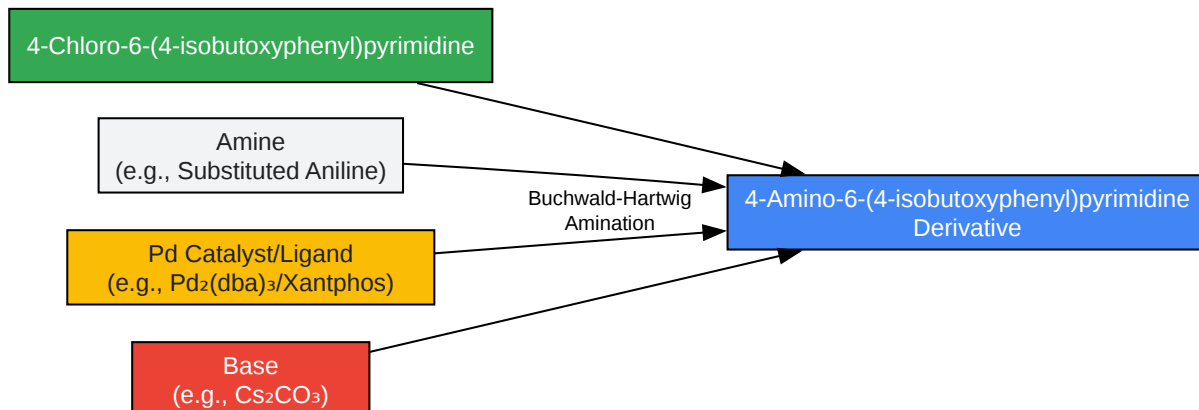 4-Chloro-6-(4-isobutoxyphenyl)pyrimidine
Amine
(e.g., Substituted Aniline)
Buchwald-Hartwig
Amination
4-Amino-6-(4-isobutoxyphenyl)pyrimidine
Derivative
Pd Catalyst/Ligand
(e.g., Pd₂(dba)₃/Xantphos)
Base
(e.g., Cs₂CO₃)